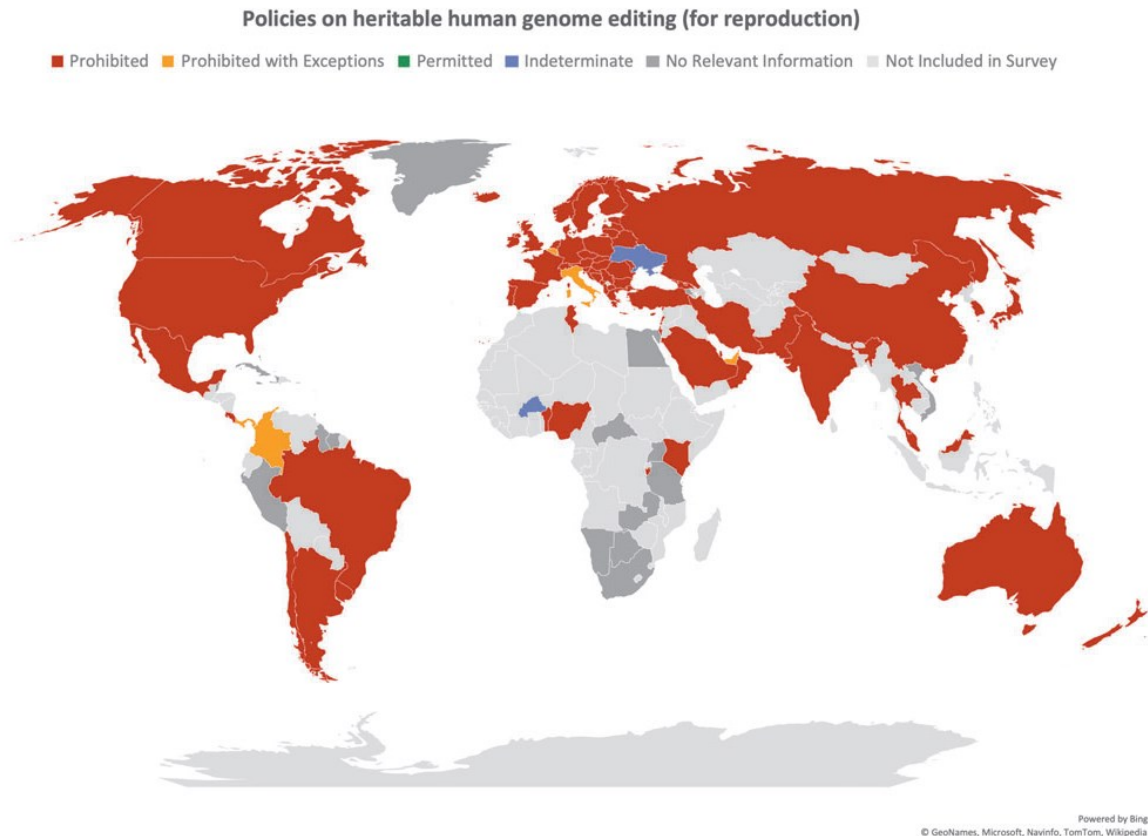 Policies on heritable human genome editing (for reproduction)
Prohibited Prohibited with Exceptions Permitted Indeterminate No Relevant Information Not Included in Survey
Powered by Bing
© GeoNames, Microsoft, Navinfo, TomTom, Wikipedia